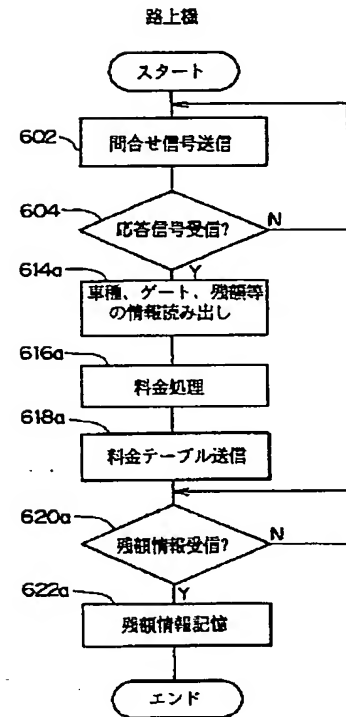 路上機
スタート
602
問合せ信号送信
604
応答信号受信?
N
Y
614a
車種、ゲート、残額等
の情報読み出し
616a
料金処理
618a
料金テーブル送信
620a
残額情報受信?
N
Y
622a
残額情報記憶
エンド